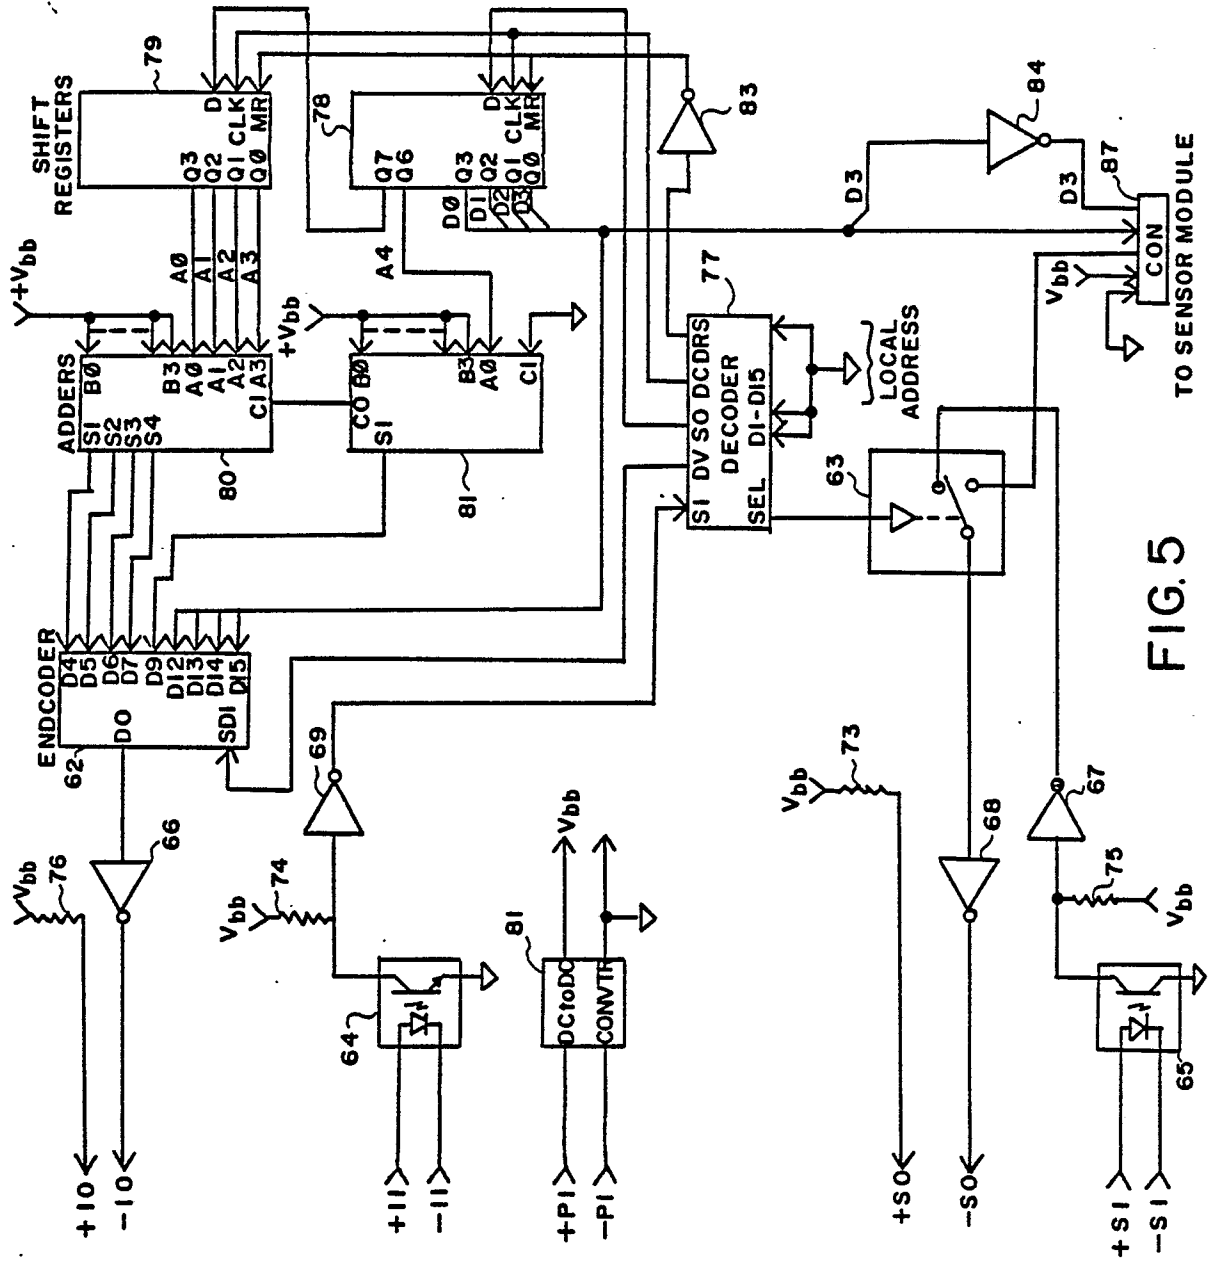 SHIFT
REGISTERS
79
D
CLK
MR
Q3
Q2
Q1
Q0
78
D
CLK
MR
Q7
Q6
Q3
Q2
Q1
Q0
D0
D1
D2
D3
A0
A1
A2
A3
A4
83
84
D3
D3
87
CON
Vbb
TO SENSOR MODULE
+Vbb
+Vbb
ADDERS
B0
B3
A0
A1
A2
A3
CI
S1
S2
S3
S4
80
CO
B0
B3
A0
CI
S1
81
77
SI DV SO DC DRS
DECODER
SEL DI-DI5
LOCAL
ADDRESS
63
ENDCODER
D4
D5
D6
D7
D9
D12
D13
D14
D15
DO
SDI
62
69
66
Vbb
76
Vbb
74
64
81
DCtoDC
CONVTR
Vbb
Vbb
73
68
67
75
Vbb
65
+IO
-IO
+II
-II
+PI
-PI
+SO
-SO
+SI
-SI
FIG. 5